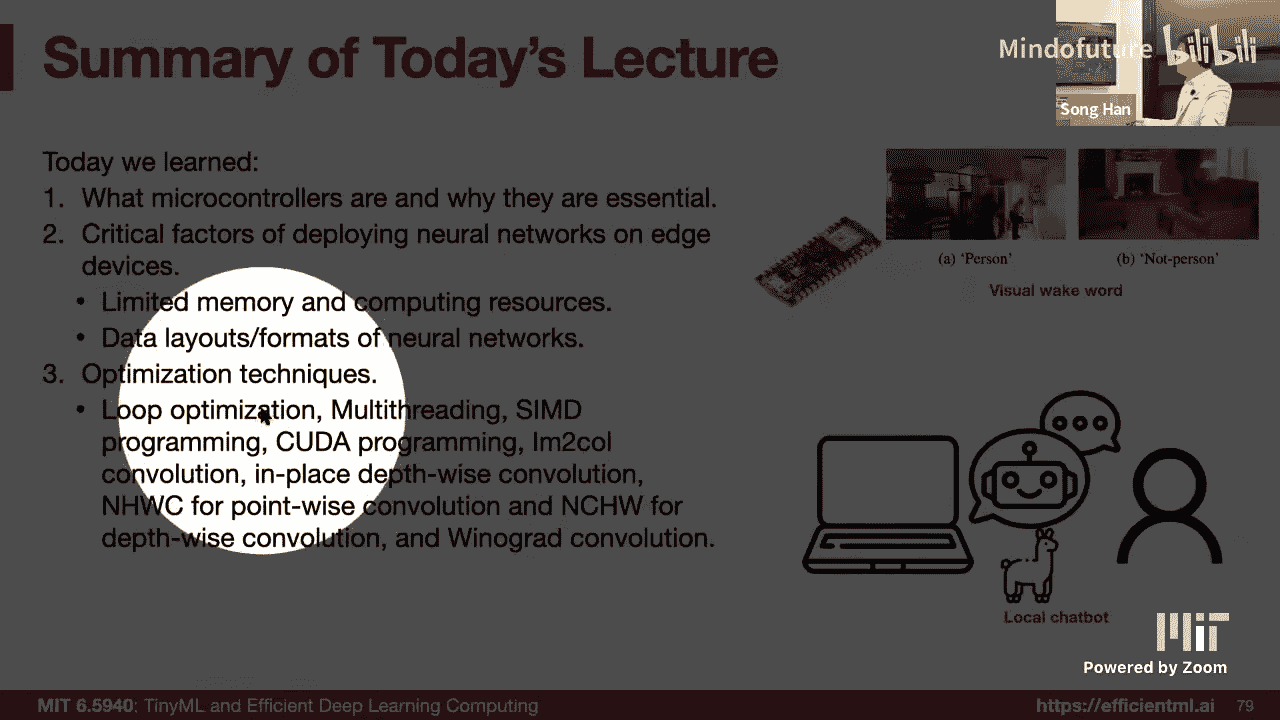 Summary of Today's Lecture
Mindofuture bilibili
Song Han
Today we learned:
1. What microcontrollers are and why they are essential.
2. Critical factors of deploying neural networks on edge
devices.
• Limited memory and computing resources.
• Data layouts/formats of neural networks.
3. Optimization techniques.
• Loop optimization, Multithreading, SIMD
programming, CUDA programming, Im2col
convolution, in-place depth-wise convolution,
NHWC for point-wise convolution and NCHW for
depth-wise convolution, and Winograd convolution.
(a) 'Person'
(b) 'Not-person'
Visual wake word
Local chatbot
MIT
Powered by Zoom
MIT 6.5940: TinyML and Efficient Deep Learning Computing
https://efficientml.ai
79